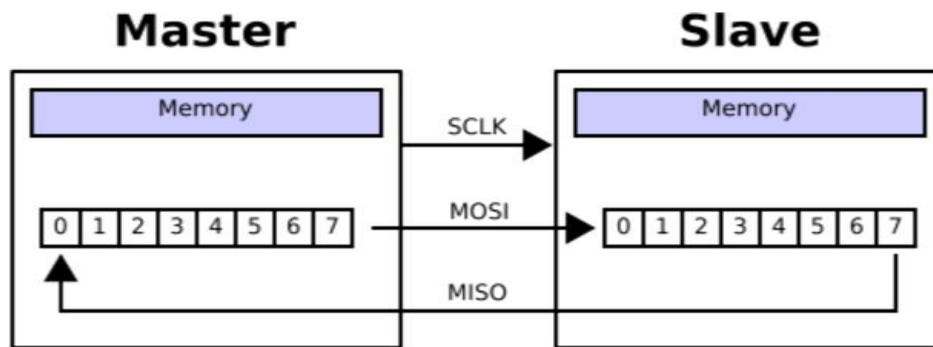 Master Slave
Memory Memory
SCLK
0 1 2 3 4 5 6 7 MOSI 0 1 2 3 4 5 6 7
MISO